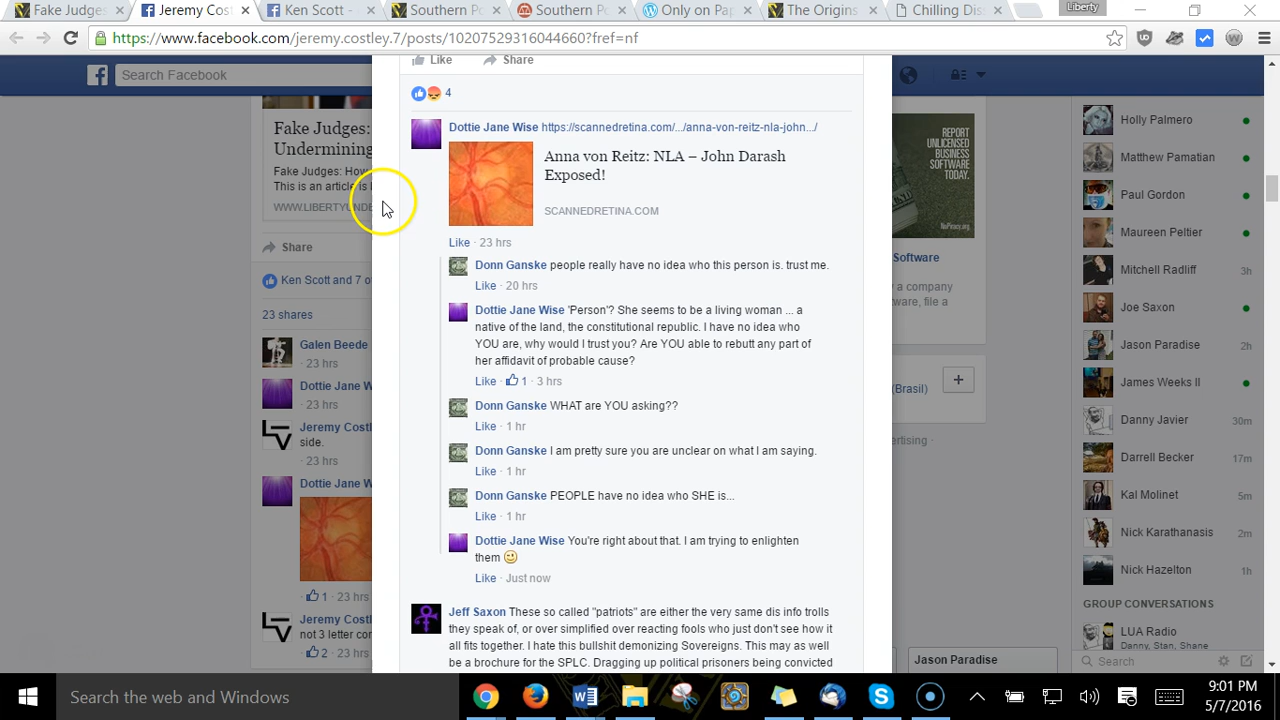 Fake Judges
Jeremy Cost
Ken Scott -
Southern Po
Southern Po
Only on Pap
The Origins
Chilling Dis
Liberty
https://www.facebook.com/jeremy.costley.7/posts/10207529316044660?fref=nf
Search Facebook
Fake Judges:
Undermining
Fake Judges: How
This is an article is
WWW.LIBERTYUNDE
Share
Ken Scott and 7 o
23 shares
Galen Beede
23 hrs
Dottie Jane W
23 hrs
Jeremy Costl
side.
23 hrs
Dottie Jane W
1 · 23 hrs
Jeremy Costl
not 3 letter cor
2 · 23 hrs
Like Share
4
Dottie Jane Wise https://scannedretina.com/.../anna-von-reitz-nla-john.../
Anna von Reitz: NLA – John Darash
Exposed!
SCANNEDRETINA.COM
Like · 23 hrs
Donn Ganske people really have no idea who this person is. trust me.
Like · 20 hrs
Dottie Jane Wise 'Person'? She seems to be a living woman ... a
native of the land, the constitutional republic. I have no idea who
YOU are, why would I trust you? Are YOU able to rebutt any part of
her affidavit of probable cause?
Like · 1 · 3 hrs
Donn Ganske WHAT are YOU asking??
Like · 1 hr
Donn Ganske I am pretty sure you are unclear on what I am saying.
Like · 1 hr
Donn Ganske PEOPLE have no idea who SHE is...
Like · 1 hr
Dottie Jane Wise You're right about that. I am trying to enlighten
them
Like · Just now
Jeff Saxon These so called "patriots" are either the very same dis info trolls
they speak of, or over simplified over reacting fools who just don't see how it
all fits together. I hate this bullshit demonizing Sovereigns. This may as well
be a brochure for the SPLC. Dragging up political prisoners being convicted
REPORT
UNLICENSED
BUSINESS
SOFTWARE
TODAY.
NoPiracy.org
Software
e a company
ware, file a
(Brasil)
ertising ·
Jason Paradise
Holly Palmero
Matthew Pamatian
Paul Gordon
Maureen Peltier
Mitchell Radliff 3h
Joe Saxon
Jason Paradise 2h
James Weeks II
Danny Javier 30m
Darrell Becker 17m
Kal Molinet 5m
Nick Karathanasis
Nick Hazelton 1h
GROUP CONVERSATIONS
LUA Radio
Danny, Stan, Shane
Search
Search the web and Windows
9:01 PM
5/7/2016